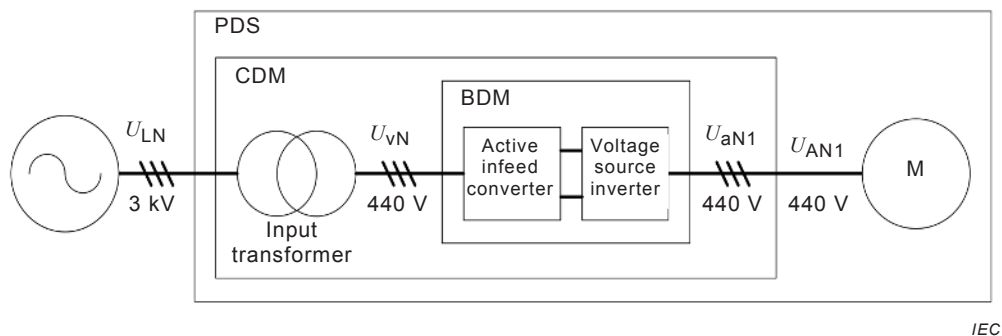 PDS
CDM
BDM
U_LN
3 kV
Input
transformer
U_vN
440 V
Active
infeed
converter
Voltage
source
inverter
U_aN1
440 V
U_AN1
440 V
M
IEC